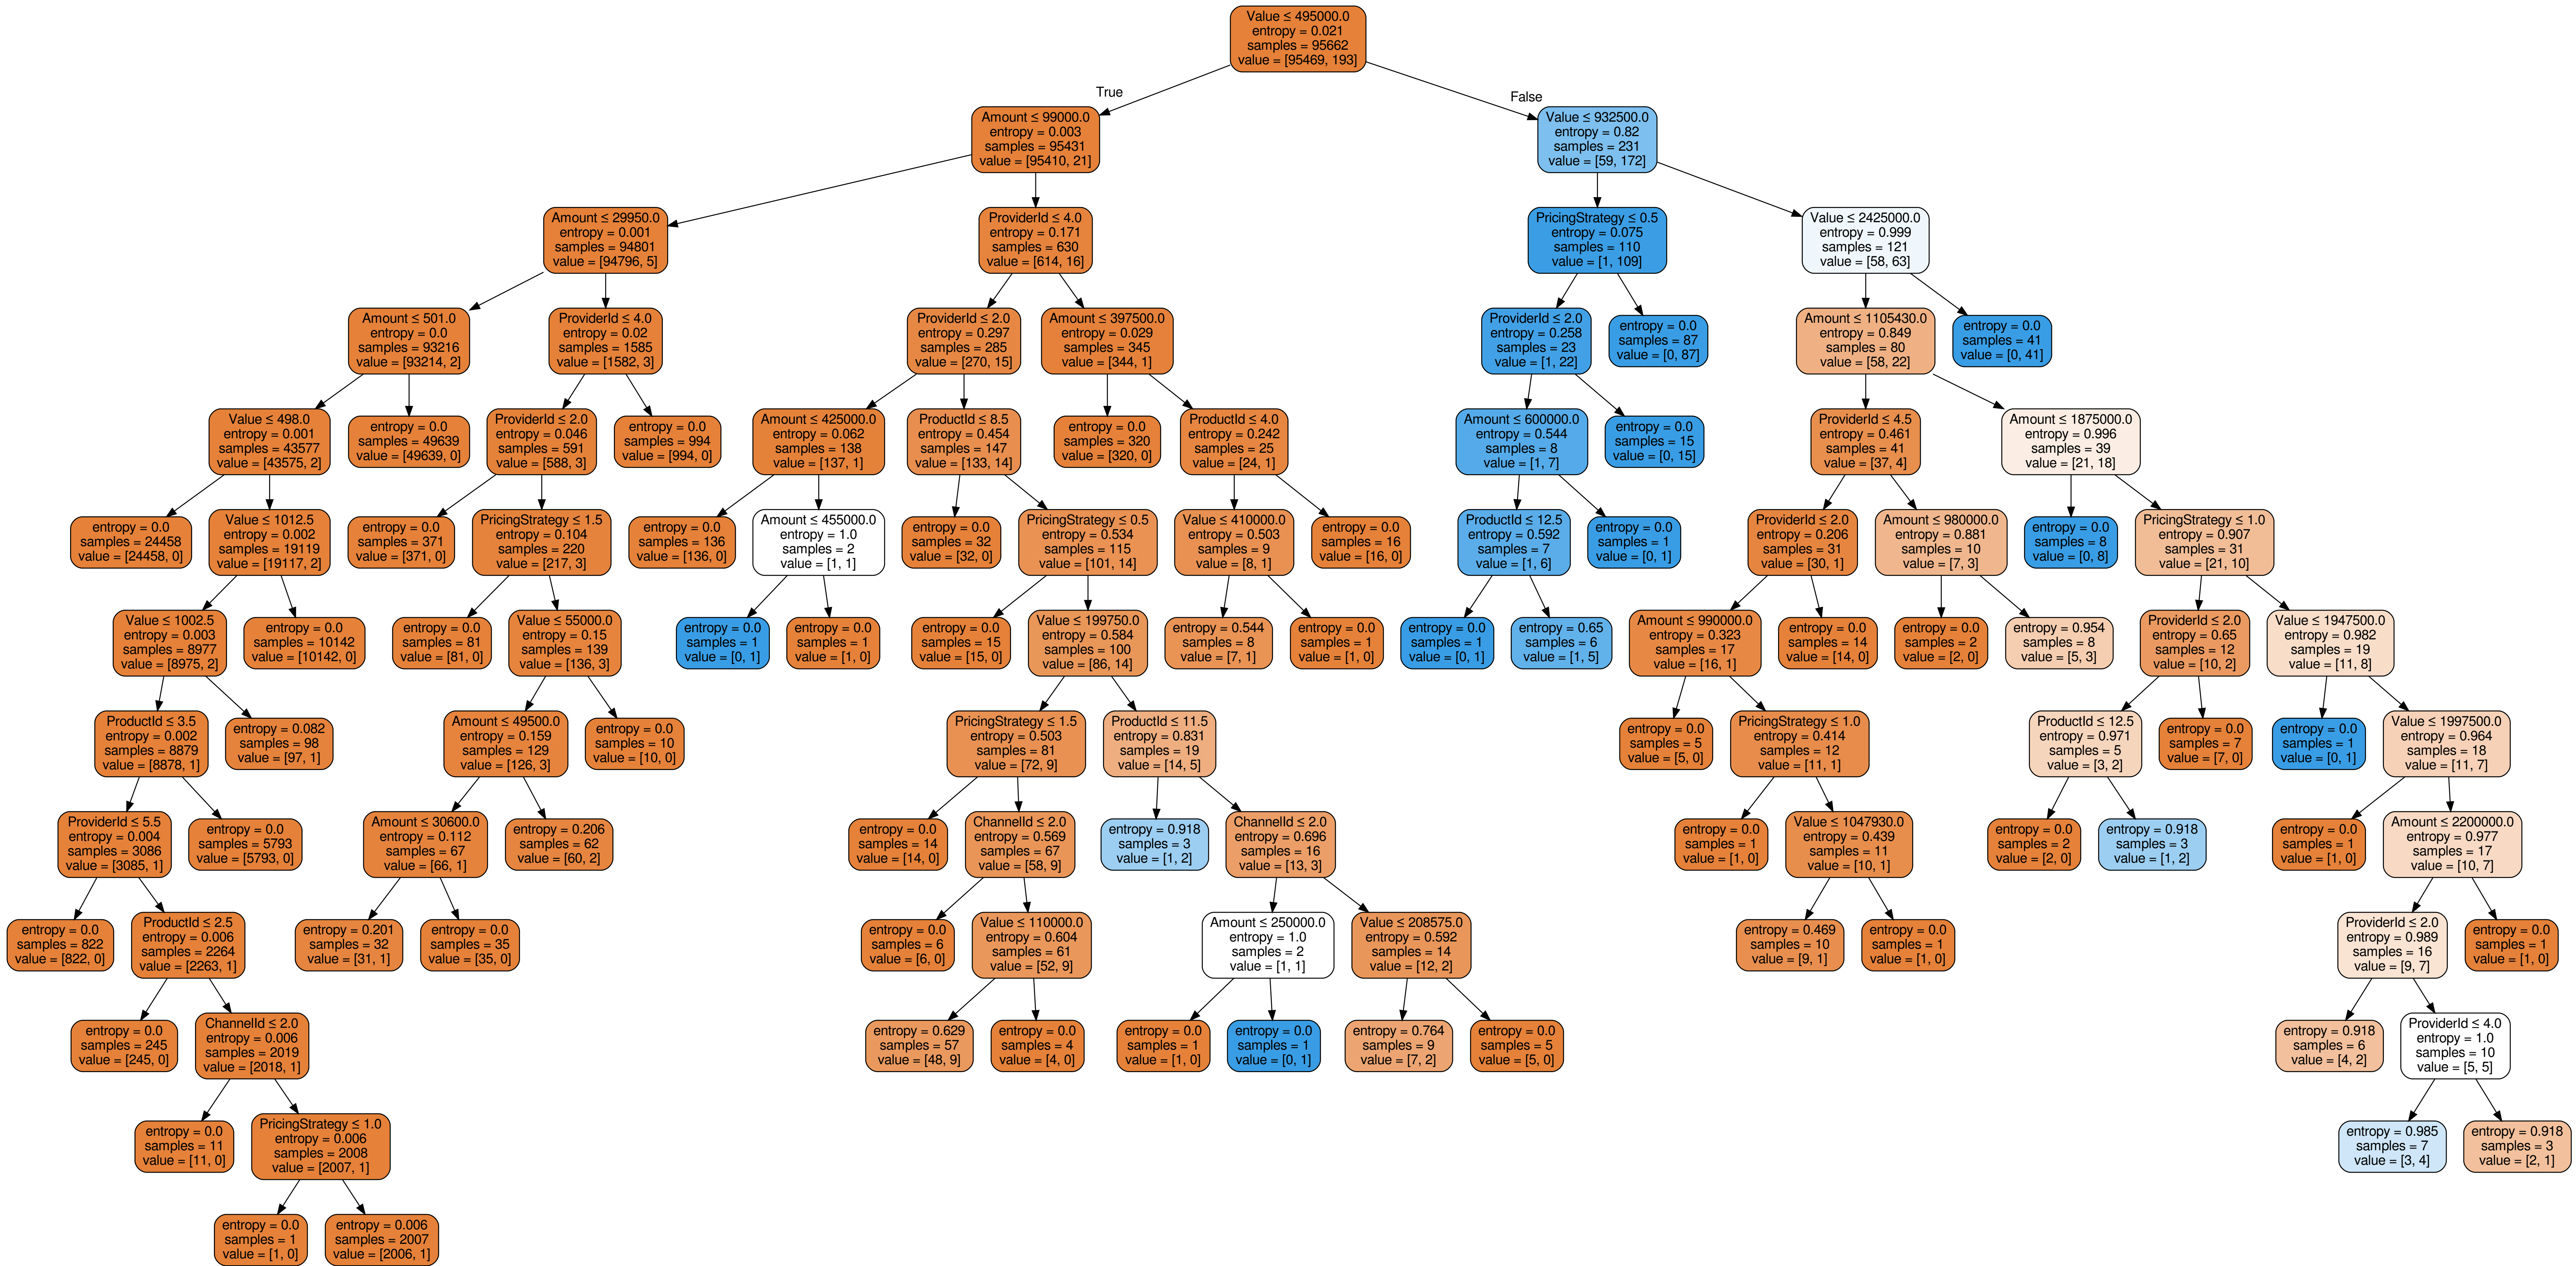 Value ≤ 495000.0
entropy = 0.021
samples = 95662
value = [95469, 193]
True
False
Amount ≤ 99000.0
entropy = 0.003
samples = 95431
value = [95410, 21]
Value ≤ 932500.0
entropy = 0.82
samples = 231
value = [59, 172]
Amount ≤ 29950.0
entropy = 0.001
samples = 94801
value = [94796, 5]
ProviderId ≤ 4.0
entropy = 0.171
samples = 630
value = [614, 16]
PricingStrategy ≤ 0.5
entropy = 0.075
samples = 110
value = [1, 109]
Value ≤ 2425000.0
entropy = 0.999
samples = 121
value = [58, 63]
Amount ≤ 501.0
entropy = 0.0
samples = 93216
value = [93214, 2]
ProviderId ≤ 4.0
entropy = 0.02
samples = 1585
value = [1582, 3]
ProviderId ≤ 2.0
entropy = 0.297
samples = 285
value = [270, 15]
Amount ≤ 397500.0
entropy = 0.029
samples = 345
value = [344, 1]
ProviderId ≤ 2.0
entropy = 0.258
samples = 23
value = [1, 22]
entropy = 0.0
samples = 87
value = [0, 87]
Amount ≤ 1105430.0
entropy = 0.849
samples = 80
value = [58, 22]
entropy = 0.0
samples = 41
value = [0, 41]
Value ≤ 498.0
entropy = 0.001
samples = 43577
value = [43575, 2]
entropy = 0.0
samples = 49639
value = [49639, 0]
ProviderId ≤ 2.0
entropy = 0.046
samples = 591
value = [588, 3]
entropy = 0.0
samples = 994
value = [994, 0]
Amount ≤ 425000.0
entropy = 0.062
samples = 138
value = [137, 1]
ProductId ≤ 8.5
entropy = 0.454
samples = 147
value = [133, 14]
entropy = 0.0
samples = 320
value = [320, 0]
ProductId ≤ 4.0
entropy = 0.242
samples = 25
value = [24, 1]
Amount ≤ 600000.0
entropy = 0.544
samples = 8
value = [1, 7]
entropy = 0.0
samples = 15
value = [0, 15]
ProviderId ≤ 4.5
entropy = 0.461
samples = 41
value = [37, 4]
Amount ≤ 1875000.0
entropy = 0.996
samples = 39
value = [21, 18]
entropy = 0.0
samples = 24458
value = [24458, 0]
Value ≤ 1012.5
entropy = 0.002
samples = 19119
value = [19117, 2]
entropy = 0.0
samples = 371
value = [371, 0]
PricingStrategy ≤ 1.5
entropy = 0.104
samples = 220
value = [217, 3]
entropy = 0.0
samples = 136
value = [136, 0]
Amount ≤ 455000.0
entropy = 1.0
samples = 2
value = [1, 1]
entropy = 0.0
samples = 32
value = [32, 0]
PricingStrategy ≤ 0.5
entropy = 0.534
samples = 115
value = [101, 14]
Value ≤ 410000.0
entropy = 0.503
samples = 9
value = [8, 1]
entropy = 0.0
samples = 16
value = [16, 0]
ProductId ≤ 12.5
entropy = 0.592
samples = 7
value = [1, 6]
entropy = 0.0
samples = 1
value = [0, 1]
ProviderId ≤ 2.0
entropy = 0.206
samples = 31
value = [30, 1]
Amount ≤ 980000.0
entropy = 0.881
samples = 10
value = [7, 3]
entropy = 0.0
samples = 8
value = [0, 8]
PricingStrategy ≤ 1.0
entropy = 0.907
samples = 31
value = [21, 10]
Value ≤ 1002.5
entropy = 0.003
samples = 8977
value = [8975, 2]
entropy = 0.0
samples = 10142
value = [10142, 0]
entropy = 0.0
samples = 81
value = [81, 0]
Value ≤ 55000.0
entropy = 0.15
samples = 139
value = [136, 3]
entropy = 0.0
samples = 1
value = [0, 1]
entropy = 0.0
samples = 1
value = [1, 0]
entropy = 0.0
samples = 15
value = [15, 0]
Value ≤ 199750.0
entropy = 0.584
samples = 100
value = [86, 14]
entropy = 0.544
samples = 8
value = [7, 1]
entropy = 0.0
samples = 1
value = [1, 0]
entropy = 0.0
samples = 1
value = [0, 1]
entropy = 0.65
samples = 6
value = [1, 5]
Amount ≤ 990000.0
entropy = 0.323
samples = 17
value = [16, 1]
entropy = 0.0
samples = 14
value = [14, 0]
entropy = 0.0
samples = 2
value = [2, 0]
entropy = 0.954
samples = 8
value = [5, 3]
ProviderId ≤ 2.0
entropy = 0.65
samples = 12
value = [10, 2]
Value ≤ 1947500.0
entropy = 0.982
samples = 19
value = [11, 8]
ProductId ≤ 3.5
entropy = 0.002
samples = 8879
value = [8878, 1]
entropy = 0.082
samples = 98
value = [97, 1]
Amount ≤ 49500.0
entropy = 0.159
samples = 129
value = [126, 3]
entropy = 0.0
samples = 10
value = [10, 0]
PricingStrategy ≤ 1.5
entropy = 0.503
samples = 81
value = [72, 9]
ProductId ≤ 11.5
entropy = 0.831
samples = 19
value = [14, 5]
entropy = 0.0
samples = 5
value = [5, 0]
PricingStrategy ≤ 1.0
entropy = 0.414
samples = 12
value = [11, 1]
ProductId ≤ 12.5
entropy = 0.971
samples = 5
value = [3, 2]
entropy = 0.0
samples = 7
value = [7, 0]
entropy = 0.0
samples = 1
value = [0, 1]
Value ≤ 1997500.0
entropy = 0.964
samples = 18
value = [11, 7]
ProviderId ≤ 5.5
entropy = 0.004
samples = 3086
value = [3085, 1]
entropy = 0.0
samples = 5793
value = [5793, 0]
Amount ≤ 30600.0
entropy = 0.112
samples = 67
value = [66, 1]
entropy = 0.206
samples = 62
value = [60, 2]
entropy = 0.0
samples = 14
value = [14, 0]
ChannelId ≤ 2.0
entropy = 0.569
samples = 67
value = [58, 9]
entropy = 0.918
samples = 3
value = [1, 2]
ChannelId ≤ 2.0
entropy = 0.696
samples = 16
value = [13, 3]
entropy = 0.0
samples = 1
value = [1, 0]
Value ≤ 1047930.0
entropy = 0.439
samples = 11
value = [10, 1]
entropy = 0.0
samples = 2
value = [2, 0]
entropy = 0.918
samples = 3
value = [1, 2]
entropy = 0.0
samples = 1
value = [1, 0]
Amount ≤ 2200000.0
entropy = 0.977
samples = 17
value = [10, 7]
entropy = 0.0
samples = 822
value = [822, 0]
ProductId ≤ 2.5
entropy = 0.006
samples = 2264
value = [2263, 1]
entropy = 0.201
samples = 32
value = [31, 1]
entropy = 0.0
samples = 35
value = [35, 0]
entropy = 0.0
samples = 6
value = [6, 0]
Value ≤ 110000.0
entropy = 0.604
samples = 61
value = [52, 9]
Amount ≤ 250000.0
entropy = 1.0
samples = 2
value = [1, 1]
Value ≤ 208575.0
entropy = 0.592
samples = 14
value = [12, 2]
entropy = 0.469
samples = 10
value = [9, 1]
entropy = 0.0
samples = 1
value = [1, 0]
ProviderId ≤ 2.0
entropy = 0.989
samples = 16
value = [9, 7]
entropy = 0.0
samples = 1
value = [1, 0]
entropy = 0.0
samples = 245
value = [245, 0]
ChannelId ≤ 2.0
entropy = 0.006
samples = 2019
value = [2018, 1]
entropy = 0.629
samples = 57
value = [48, 9]
entropy = 0.0
samples = 4
value = [4, 0]
entropy = 0.0
samples = 1
value = [1, 0]
entropy = 0.0
samples = 1
value = [0, 1]
entropy = 0.764
samples = 9
value = [7, 2]
entropy = 0.0
samples = 5
value = [5, 0]
entropy = 0.918
samples = 6
value = [4, 2]
ProviderId ≤ 4.0
entropy = 1.0
samples = 10
value = [5, 5]
entropy = 0.0
samples = 11
value = [11, 0]
PricingStrategy ≤ 1.0
entropy = 0.006
samples = 2008
value = [2007, 1]
entropy = 0.985
samples = 7
value = [3, 4]
entropy = 0.918
samples = 3
value = [2, 1]
entropy = 0.0
samples = 1
value = [1, 0]
entropy = 0.006
samples = 2007
value = [2006, 1]